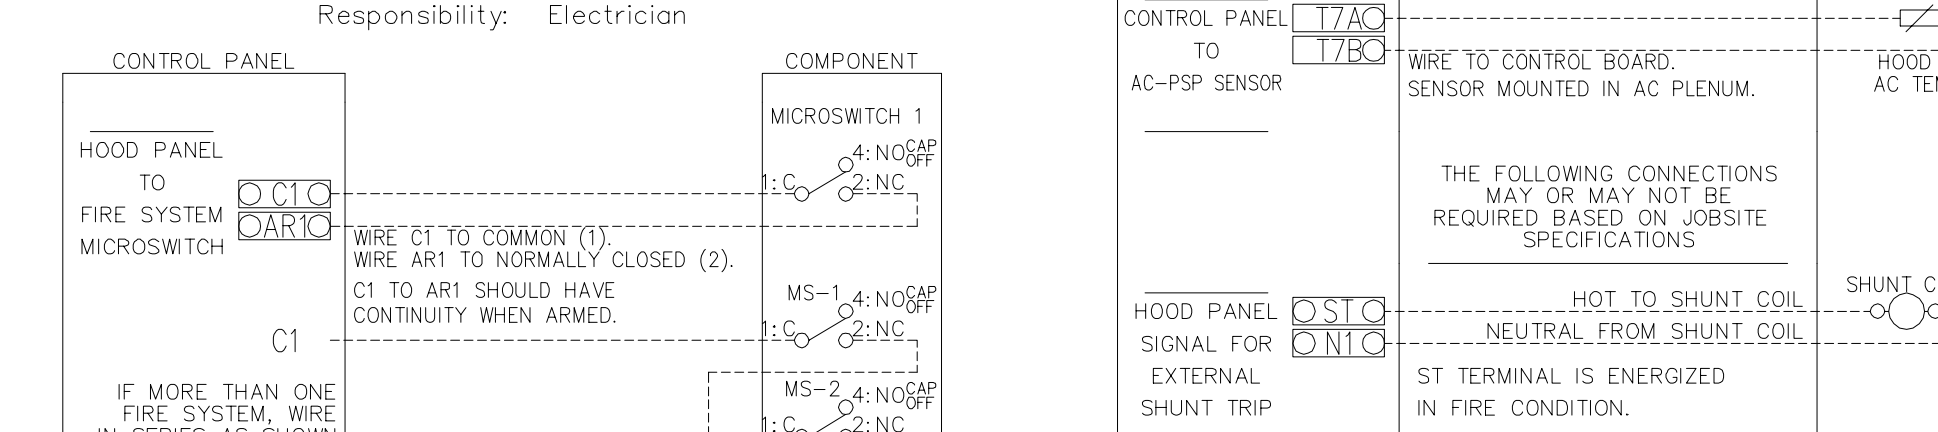 Responsibility: Electrician
CONTROL PANEL
COMPONENT
MICROSWITCH 1
HOOD PANEL
TO
FIRE SYSTEM
MICROSWITCH
C1
AR1
4: NO CAP OFF
1: C
2: NC
WIRE C1 TO COMMON (1).
WIRE AR1 TO NORMALLY CLOSED (2).
C1 TO AR1 SHOULD HAVE
CONTINUITY WHEN ARMED.
MS-1
4: NO CAP OFF
1: C
2: NC
C1
IF MORE THAN ONE
FIRE SYSTEM, WIRE
IN SERIES AS SHOWN
MS-2
4: NO CAP OFF
1: C
2: NC
CONTROL PANEL
TO
AC-PSP SENSOR
T7A
T7B
WIRE TO CONTROL BOARD.
SENSOR MOUNTED IN AC PLENUM.
HOOD
AC
THE FOLLOWING CONNECTIONS
MAY OR MAY NOT BE
REQUIRED BASED ON JOBSITE
SPECIFICATIONS
HOOD PANEL
SIGNAL FOR
EXTERNAL
SHUNT TRIP
ST
N1
HOT TO SHUNT COIL
NEUTRAL FROM SHUNT COIL
SHUNT
ST TERMINAL IS ENERGIZED
IN FIRE CONDITION.